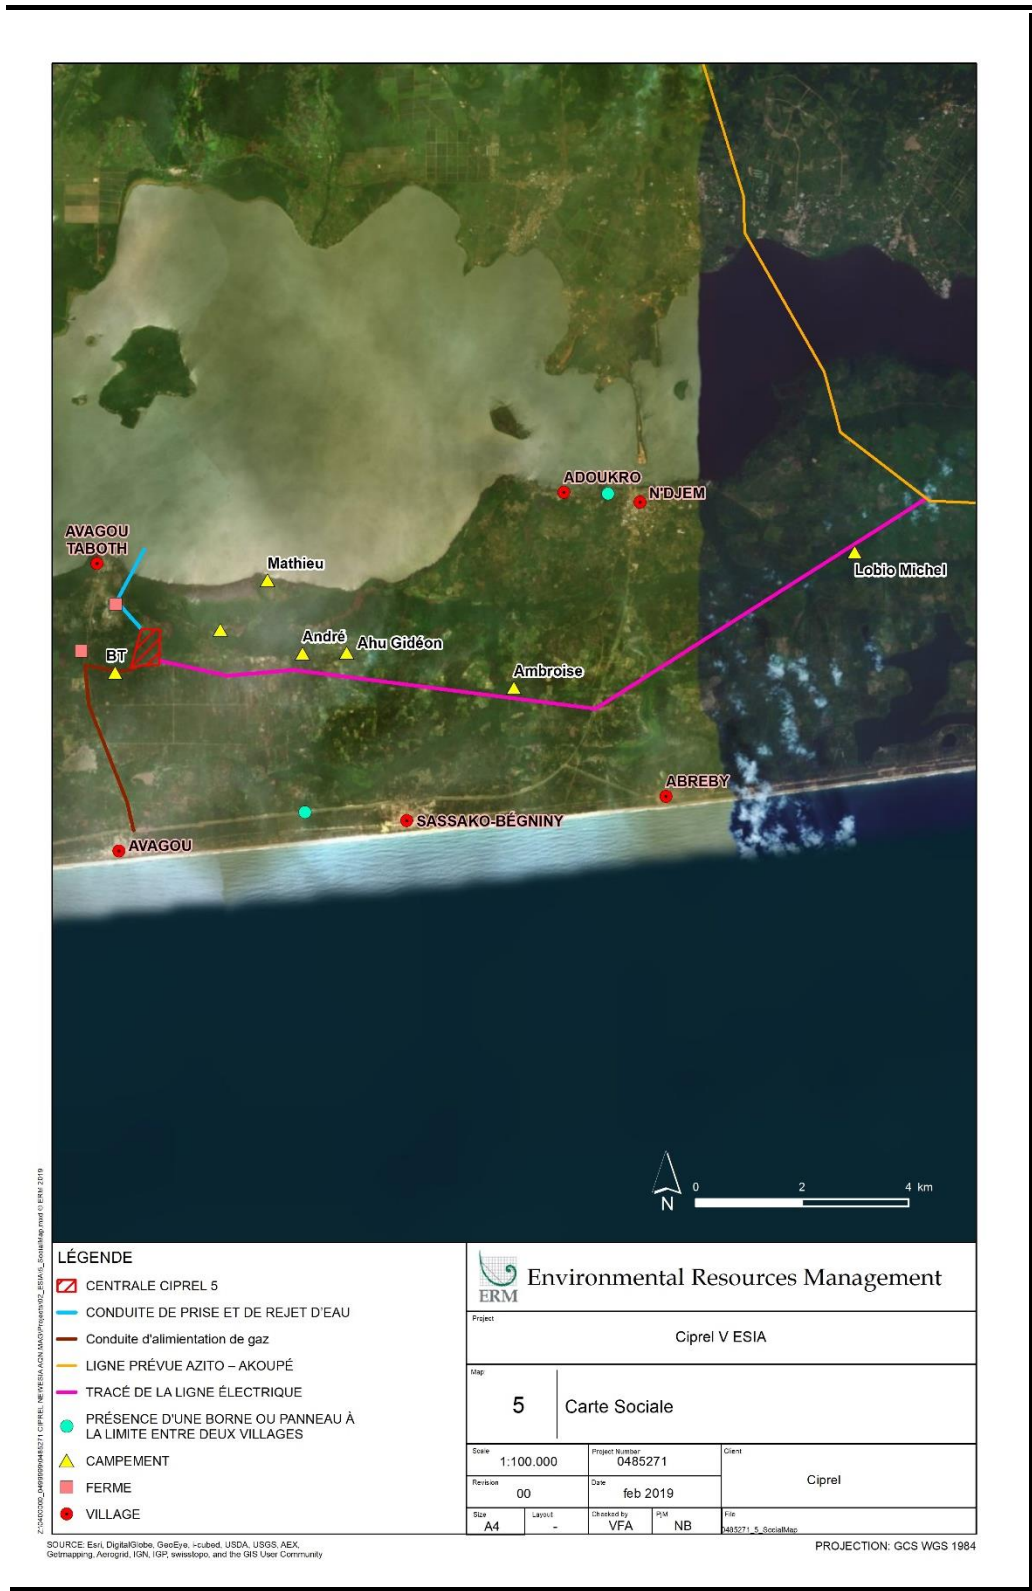 ADOUKRO
N'DJEM
AVAGOU
TABOTH
Mathieu
Lobio Michel
André
Ahu Gidéon
BT
Ambroise
ABREBY
SASSAKO-BÉGNINY
AVAGOU
0 2 4 km
N
LÉGENDE
CENTRALE CIPREL 5
CONDUITE DE PRISE ET DE REJET D'EAU
Conduite d'alimientation de gaz
LIGNE PRÉVUE AZITO – AKOUPÉ
TRACÉ DE LA LIGNE ÉLECTRIQUE
PRÉSENCE D'UNE BORNE OU PANNEAU À
LA LIMITE ENTRE DEUX VILLAGES
CAMPEMENT
FERME
VILLAGE
ERM
Environmental Resources Management
Project
Ciprel V ESIA
Map:
5 Carte Sociale
Scale
1:100.000
Project Number
0485271
Client
Ciprel
Revision
00
Date
feb 2019
Size
A4
Layout
-
Checked by
VFA
PjM
NB
File
0485271_5_SocialMap
SOURCE: Esri, DigitalGlobe, GeoEye, i-cubed, USDA, USGS, AEX,
Getmapping, Aerogrid, IGN, IGP, swisstopo, and the GIS User Community
PROJECTION: GCS WGS 1984